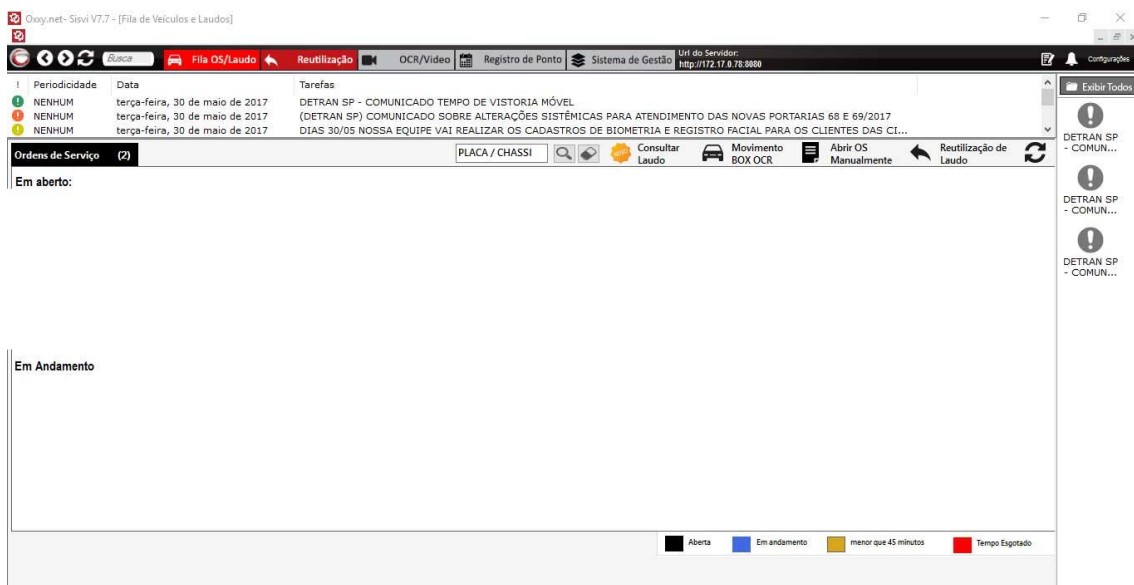 Oxxy.net- Sisvi V7.7 - [Fila de Veículos e Laudos]
Busca Fila OS/Laudo Reutilização OCR/Video Registro de Ponto Sistema de Gestão Url do Servidor: Configurações
http://172.17.0.78:8080
! Periodicidade Data Tarefas
NENHUM terça-feira, 30 de maio de 2017 DETRAN SP - COMUNICADO TEMPO DE VISTORIA MÓVEL
NENHUM terça-feira, 30 de maio de 2017 (DETRAN SP) COMUNICADO SOBRE ALTERAÇÕES SISTÊMICAS PARA ATENDIMENTO DAS NOVAS PORTARIAS 68 E 69/2017
NENHUM terça-feira, 30 de maio de 2017 DIAS 30/05 NOSSA EQUIPE VAI REALIZAR OS CADASTROS DE BIOMETRIA E REGISTRO FACIAL PARA OS CLIENTES DAS CI...
Exibir Todos
DETRAN SP
- COMUN...
DETRAN SP
- COMUN...
DETRAN SP
- COMUN...
Ordens de Serviço (2)
PLACA / CHASSI
Consultar
Laudo
Movimento
BOX OCR
Abrir OS
Manualmente
Reutilização de
Laudo
Em aberto:
Em Andamento
Aberta Em andamento menor que 45 minutos Tempo Esgotado